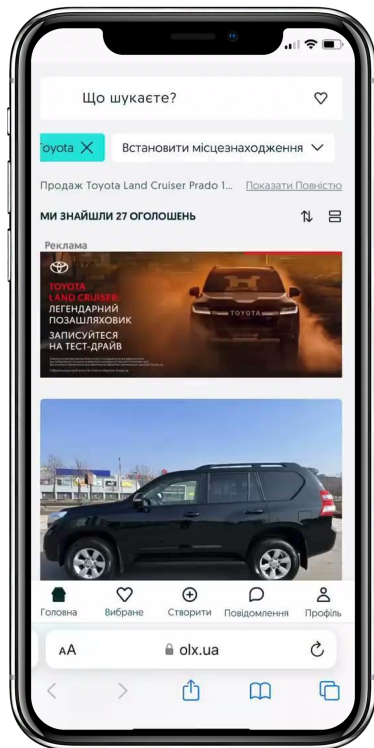 Що шукаєте?
oyota
Встановити місцезнаходження
Продаж Toyota Land Cruiser Prado 1...
Показати Повністю
МИ ЗНАЙШЛИ 27 ОГОЛОШЕНЬ
Реклама
TOYOTA
LAND CRUISER:
ЛЕГЕНДАРНИЙ
ПОЗАШЛЯХОВИК
ЗАПИСУЙТЕСЯ
НА ТЕСТ-ДРАЙВ
TOYOTA
Головна
Вибране
Створити
Повідомлення
Профіль
AA
olx.ua